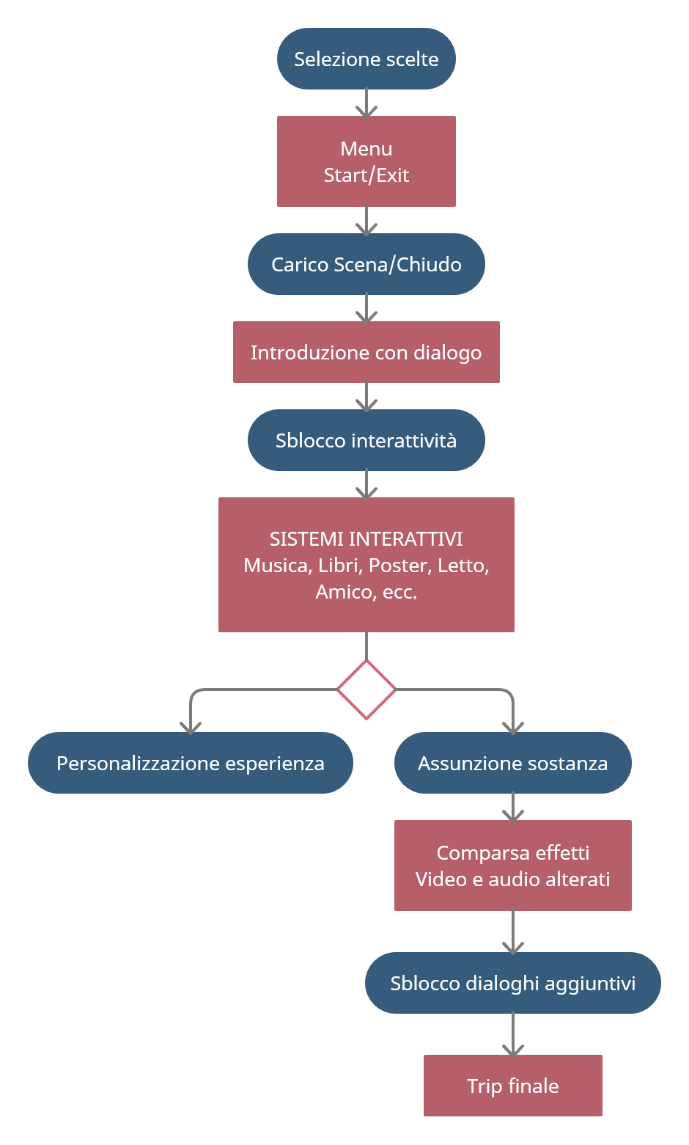 Selezione scelte
Menu
Start/Exit
Carico Scena/Chiudo
Introduzione con dialogo
Sblocco interattività
SISTEMI INTERATTIVI
Musica, Libri, Poster, Letto,
Amico, ecc.
Personalizzazione esperienza
Assunzione sostanza
Comparsa effetti
Video e audio alterati
Sblocco dialoghi aggiuntivi
Trip finale